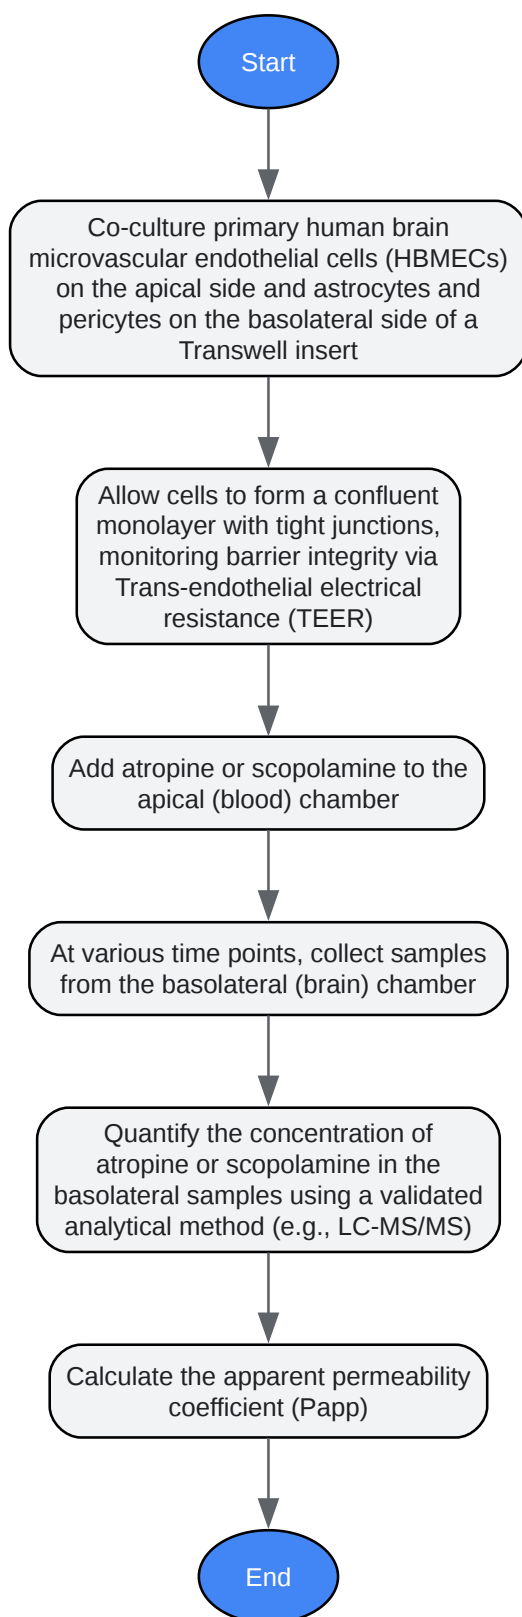 Start
Co-culture primary human brain
microvascular endothelial cells (HBMECs)
on the apical side and astrocytes and
pericytes on the basolateral side of a
Transwell insert
Allow cells to form a confluent
monolayer with tight junctions,
monitoring barrier integrity via
Trans-endothelial electrical
resistance (TEER)
Add atropine or scopolamine to the
apical (blood) chamber
At various time points, collect samples
from the basolateral (brain) chamber
Quantify the concentration of
atropine or scopolamine in the
basolateral samples using a validated
analytical method (e.g., LC-MS/MS)
Calculate the apparent permeability
coefficient (Papp)
End